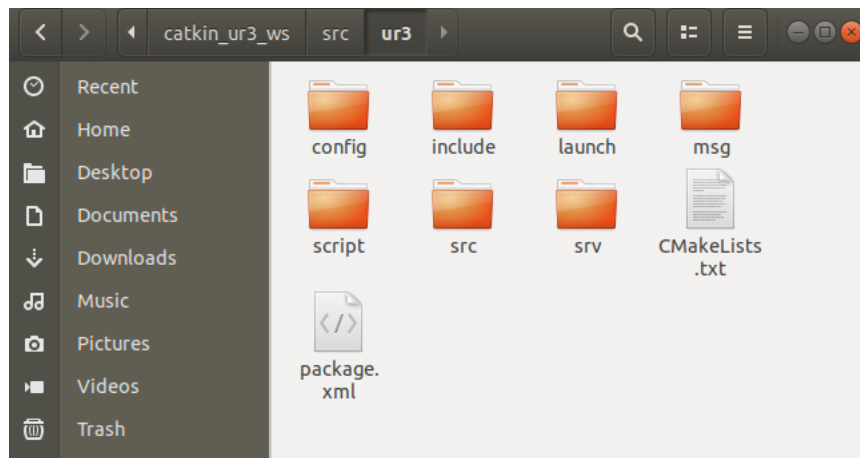 catkin_ur3_ws src ur3
Recent
Home
Desktop
Documents
Downloads
Music
Pictures
Videos
Trash
config include launch msg
script src srv CMakeLists
.txt
package.
xml